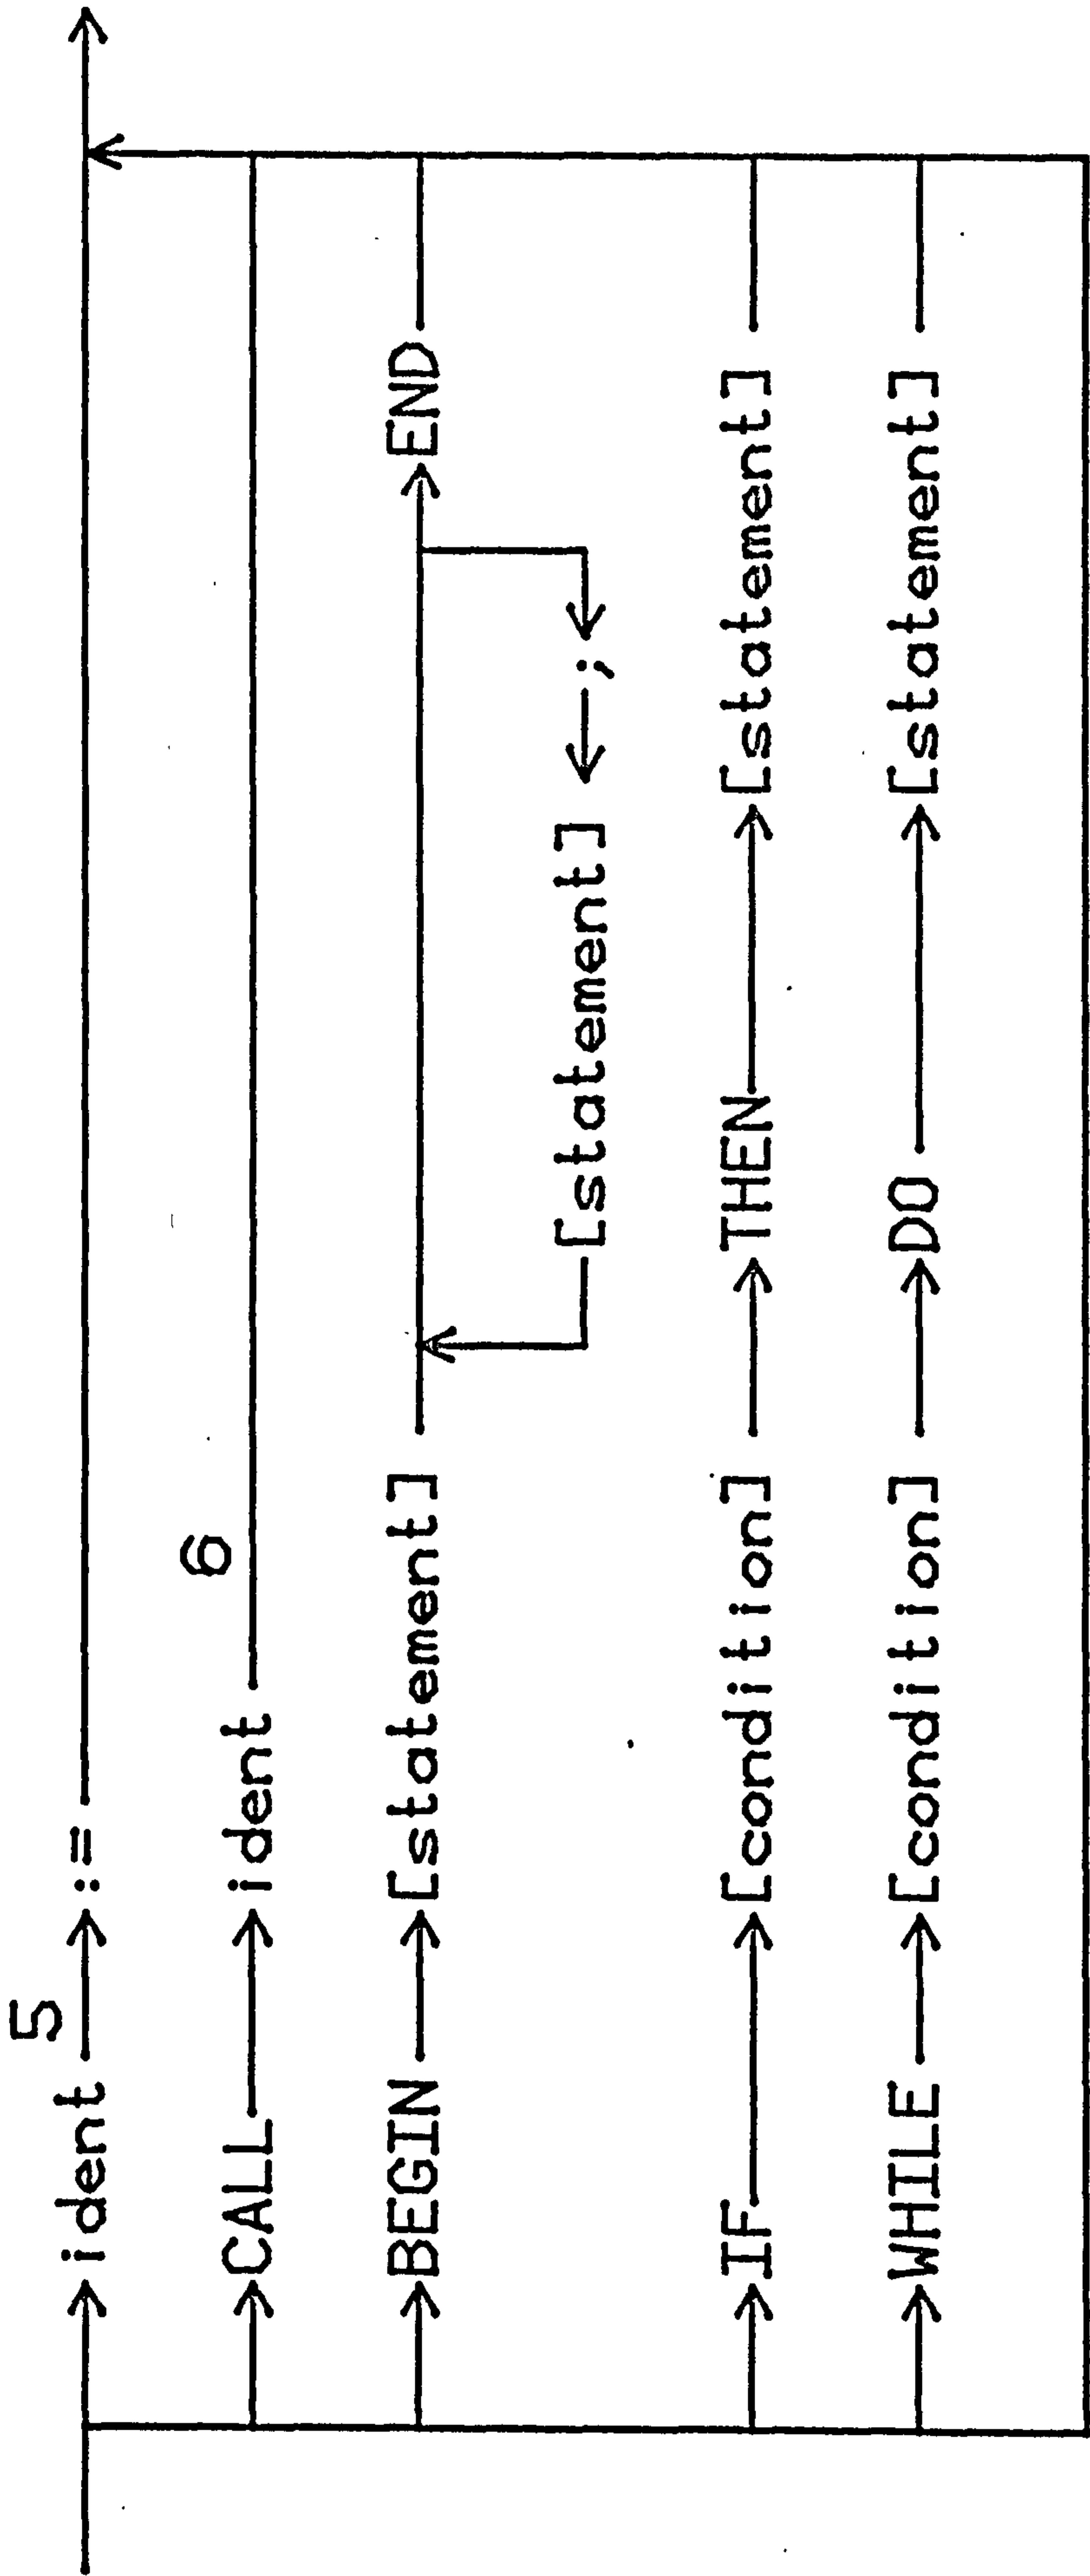 5
ident :=
6
CALL ident
BEGIN [statement] END
[statement] ;
IF [condition] THEN [statement]
WHILE [condition] DO [statement]